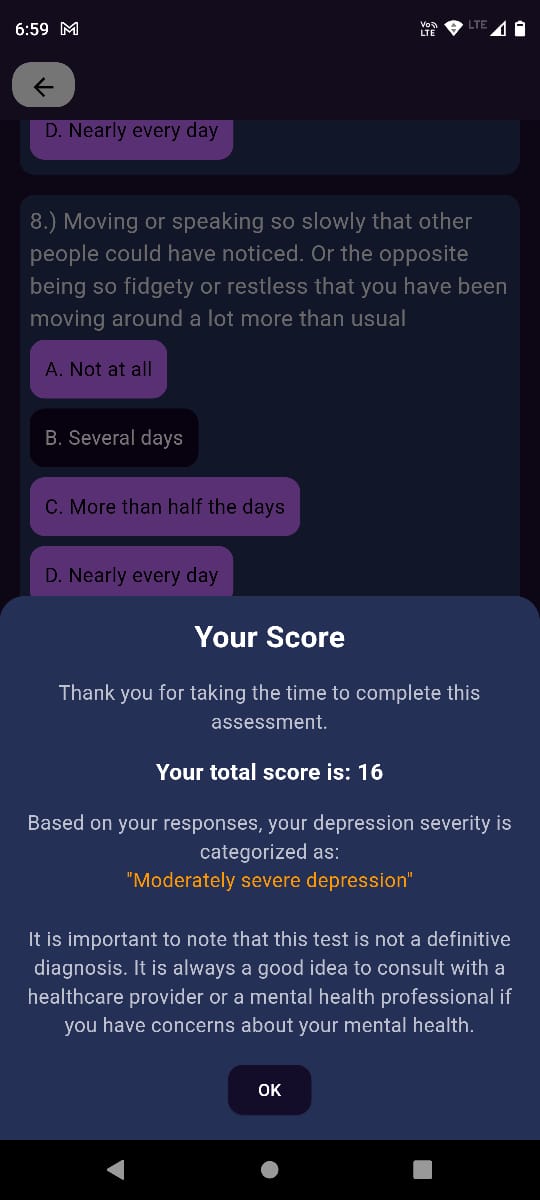 6:59
Vo)) LTE LTE
D. Nearly every day
8.) Moving or speaking so slowly that other
people could have noticed. Or the opposite
being so fidgety or restless that you have been
moving around a lot more than usual
A. Not at all
B. Several days
C. More than half the days
D. Nearly every day
Your Score
Thank you for taking the time to complete this
assessment.
Your total score is: 16
Based on your responses, your depression severity is
categorized as:
"Moderately severe depression"
It is important to note that this test is not a definitive
diagnosis. It is always a good idea to consult with a
healthcare provider or a mental health professional if
you have concerns about your mental health.
OK